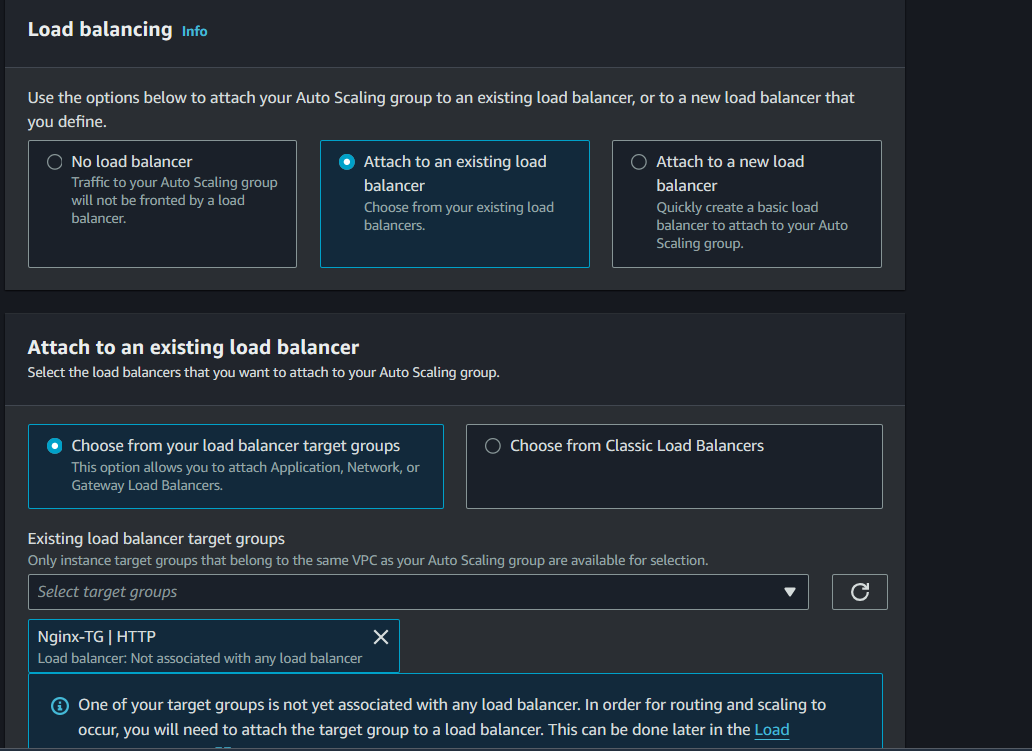 Load balancing Info
Use the options below to attach your Auto Scaling group to an existing load balancer, or to a new load balancer that
you define.
No load balancer
Traffic to your Auto Scaling group
will not be fronted by a load
balancer.
Attach to an existing load
balancer
Choose from your existing load
balancers.
Attach to a new load
balancer
Quickly create a basic load
balancer to attach to your Auto
Scaling group.
Attach to an existing load balancer
Select the load balancers that you want to attach to your Auto Scaling group.
Choose from your load balancer target groups
This option allows you to attach Application, Network, or
Gateway Load Balancers.
Choose from Classic Load Balancers
Existing load balancer target groups
Only instance target groups that belong to the same VPC as your Auto Scaling group are available for selection.
Select target groups
Nginx-TG | HTTP
Load balancer: Not associated with any load balancer
One of your target groups is not yet associated with any load balancer. In order for routing and scaling to
occur, you will need to attach the target group to a load balancer. This can be done later in the Load